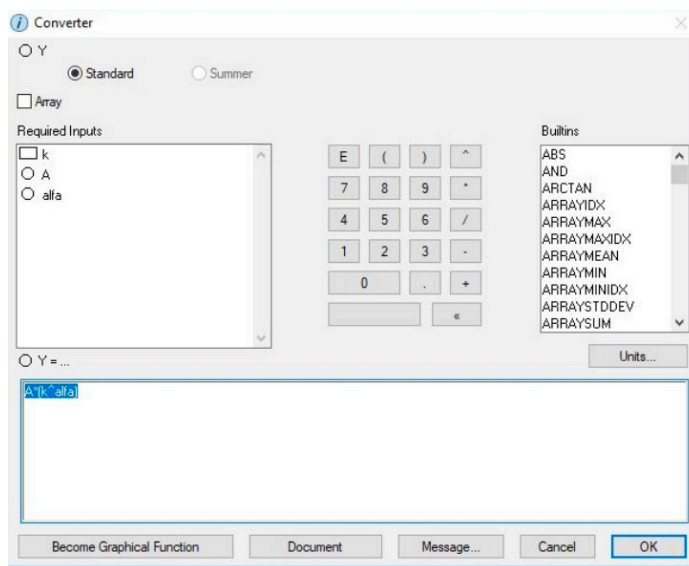 Converter
Y
Standard Summer
Array
Required Inputs
Builtins
k
A
alfa
E ( ) ^
7 8 9 *
4 5 6 /
1 2 3 -
0 . +
«
ABS
AND
ARCTAN
ARRAYIDX
ARRAYMAX
ARRAYMAXIDX
ARRAYMEAN
ARRAYMIN
ARRAYMINIDX
ARRAYSTDDEV
ARRAYSUM
Units...
Y = ...
A*(k^alfa)
Become Graphical Function Document Message... Cancel OK